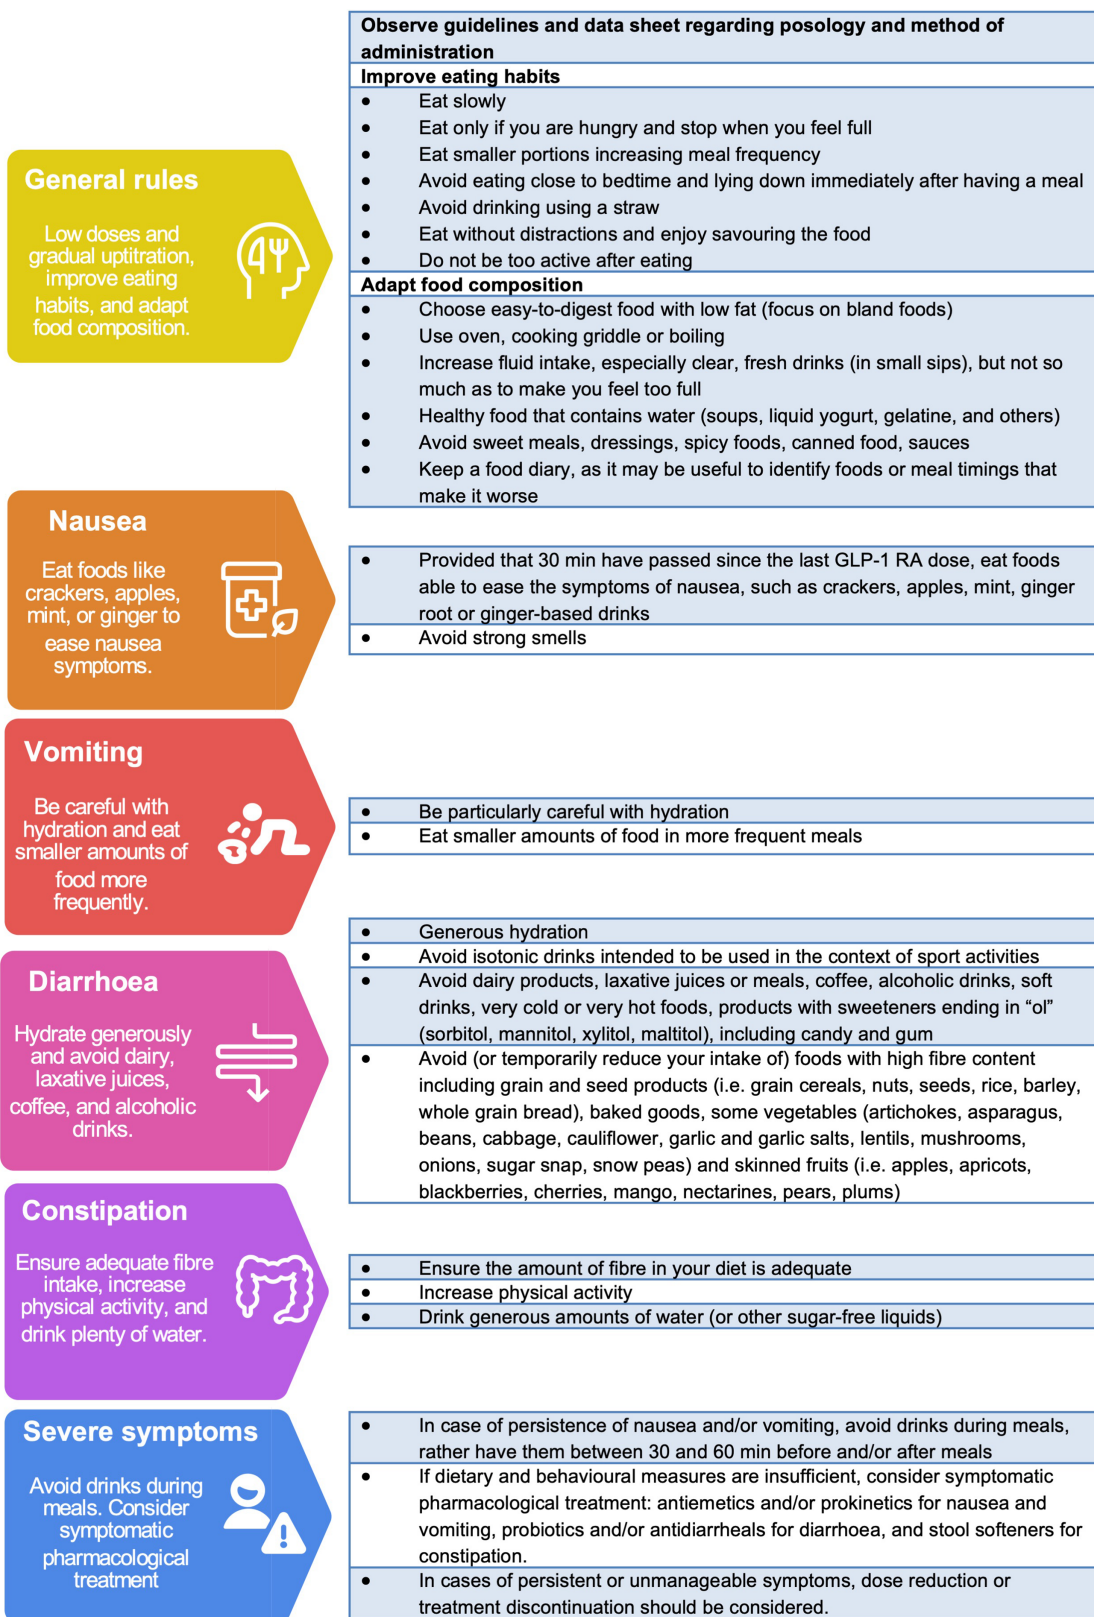 Observe guidelines and data sheet regarding posology and method of
administration
Improve eating habits
• Eat slowly
• Eat only if you are hungry and stop when you feel full
• Eat smaller portions increasing meal frequency
• Avoid eating close to bedtime and lying down immediately after having a meal
• Avoid drinking using a straw
• Eat without distractions and enjoy savouring the food
• Do not be too active after eating
Adapt food composition
• Choose easy-to-digest food with low fat (focus on bland foods)
• Use oven, cooking griddle or boiling
• Increase fluid intake, especially clear, fresh drinks (in small sips), but not so
much as to make you feel too full
• Healthy food that contains water (soups, liquid yogurt, gelatine, and others)
• Avoid sweet meals, dressings, spicy foods, canned food, sauces
• Keep a food diary, as it may be useful to identify foods or meal timings that
make it worse
General rules
Low doses and
gradual uptitration,
improve eating
habits, and adapt
food composition.
Nausea
Eat foods like
crackers, apples,
mint, or ginger to
ease nausea
symptoms.
• Provided that 30 min have passed since the last GLP-1 RA dose, eat foods
able to ease the symptoms of nausea, such as crackers, apples, mint, ginger
root or ginger-based drinks
• Avoid strong smells
Vomiting
Be careful with
hydration and eat
smaller amounts of
food more
frequently.
• Be particularly careful with hydration
• Eat smaller amounts of food in more frequent meals
Diarrhoea
Hydrate generously
and avoid dairy,
laxative juices,
coffee, and alcoholic
drinks.
• Generous hydration
• Avoid isotonic drinks intended to be used in the context of sport activities
• Avoid dairy products, laxative juices or meals, coffee, alcoholic drinks, soft
drinks, very cold or very hot foods, products with sweeteners ending in “ol”
(sorbitol, mannitol, xylitol, maltitol), including candy and gum
• Avoid (or temporarily reduce your intake of) foods with high fibre content
including grain and seed products (i.e. grain cereals, nuts, seeds, rice, barley,
whole grain bread), baked goods, some vegetables (artichokes, asparagus,
beans, cabbage, cauliflower, garlic and garlic salts, lentils, mushrooms,
onions, sugar snap, snow peas) and skinned fruits (i.e. apples, apricots,
blackberries, cherries, mango, nectarines, pears, plums)
Constipation
Ensure adequate fibre
intake, increase
physical activity, and
drink plenty of water.
• Ensure the amount of fibre in your diet is adequate
• Increase physical activity
• Drink generous amounts of water (or other sugar-free liquids)
Severe symptoms
Avoid drinks during
meals. Consider
symptomatic
pharmacological
treatment
• In case of persistence of nausea and/or vomiting, avoid drinks during meals,
rather have them between 30 and 60 min before and/or after meals
• If dietary and behavioural measures are insufficient, consider symptomatic
pharmacological treatment: antiemetics and/or prokinetics for nausea and
vomiting, probiotics and/or antidiarrheals for diarrhoea, and stool softeners for
constipation.
• In cases of persistent or unmanageable symptoms, dose reduction or
treatment discontinuation should be considered.